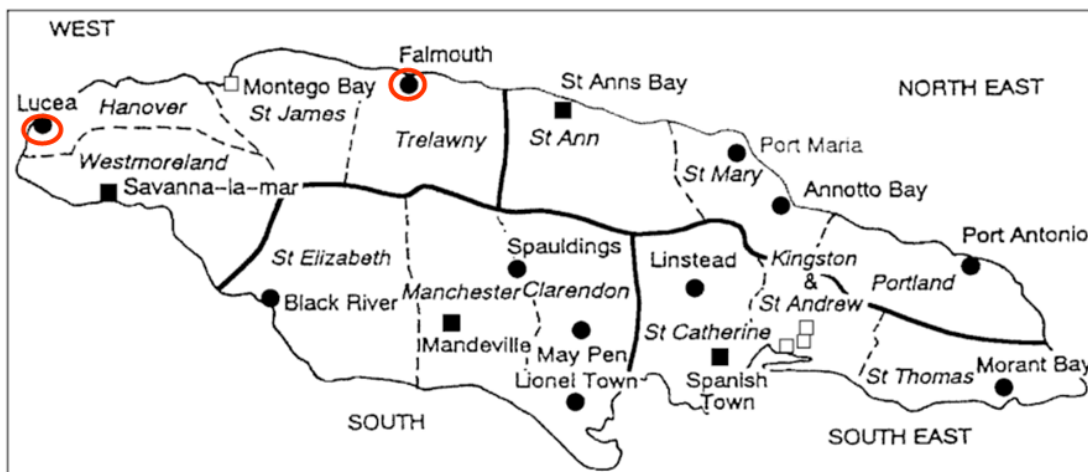 WEST
Falmouth
Montego Bay
St Anns Bay
NORTH EAST
Lucea
Hanover
St James
Trelawny
St Ann
Port Maria
St Mary
Westmoreland
Savanna-la-mar
Annotto Bay
St Elizabeth
Spauldings
Linstead
Kingston
&
St Andrew
Port Antonio
Portland
Black River
Manchester
Clarendon
Mandeville
May Pen
St Catherine
Lionel Town
Spanish
Town
St Thomas
Morant Bay
SOUTH
SOUTH EAST